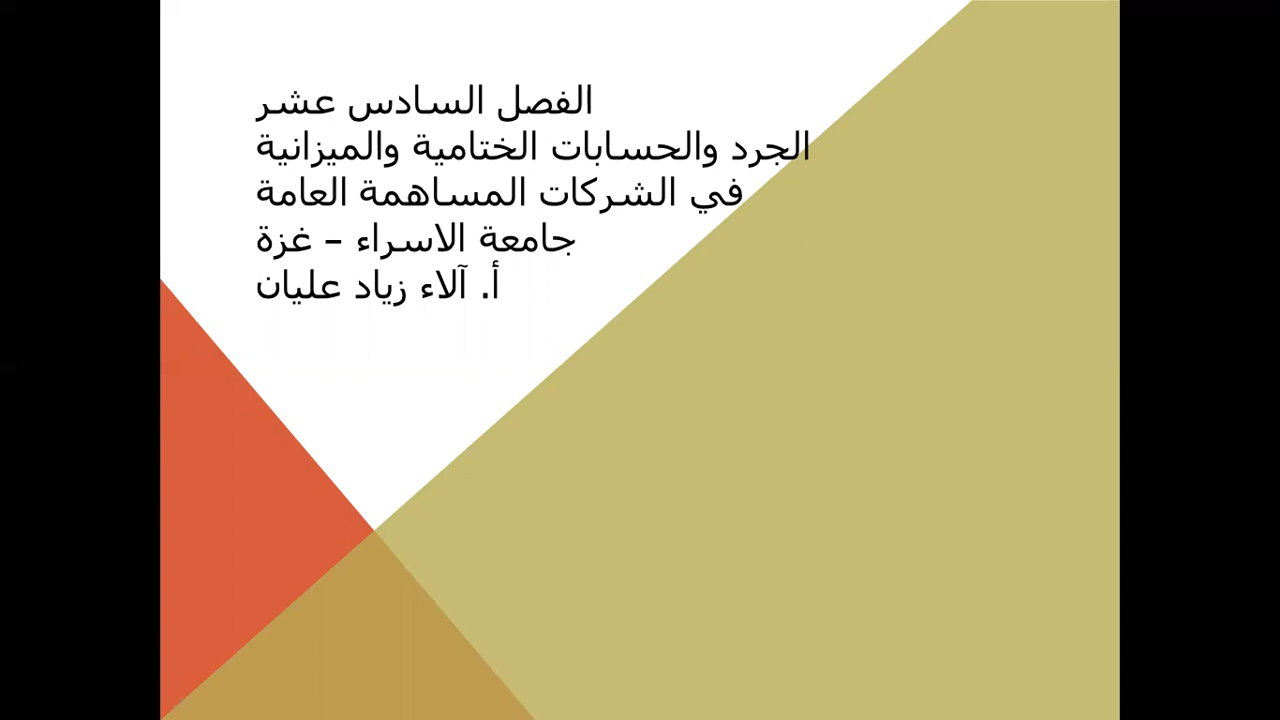 الفصل السادس عشر
الجرد والحسابات الختامية والميزانية
في الشركات المساهمة العامة
جامعة الاسراء – غزة
أ. آلاء زياد عليان